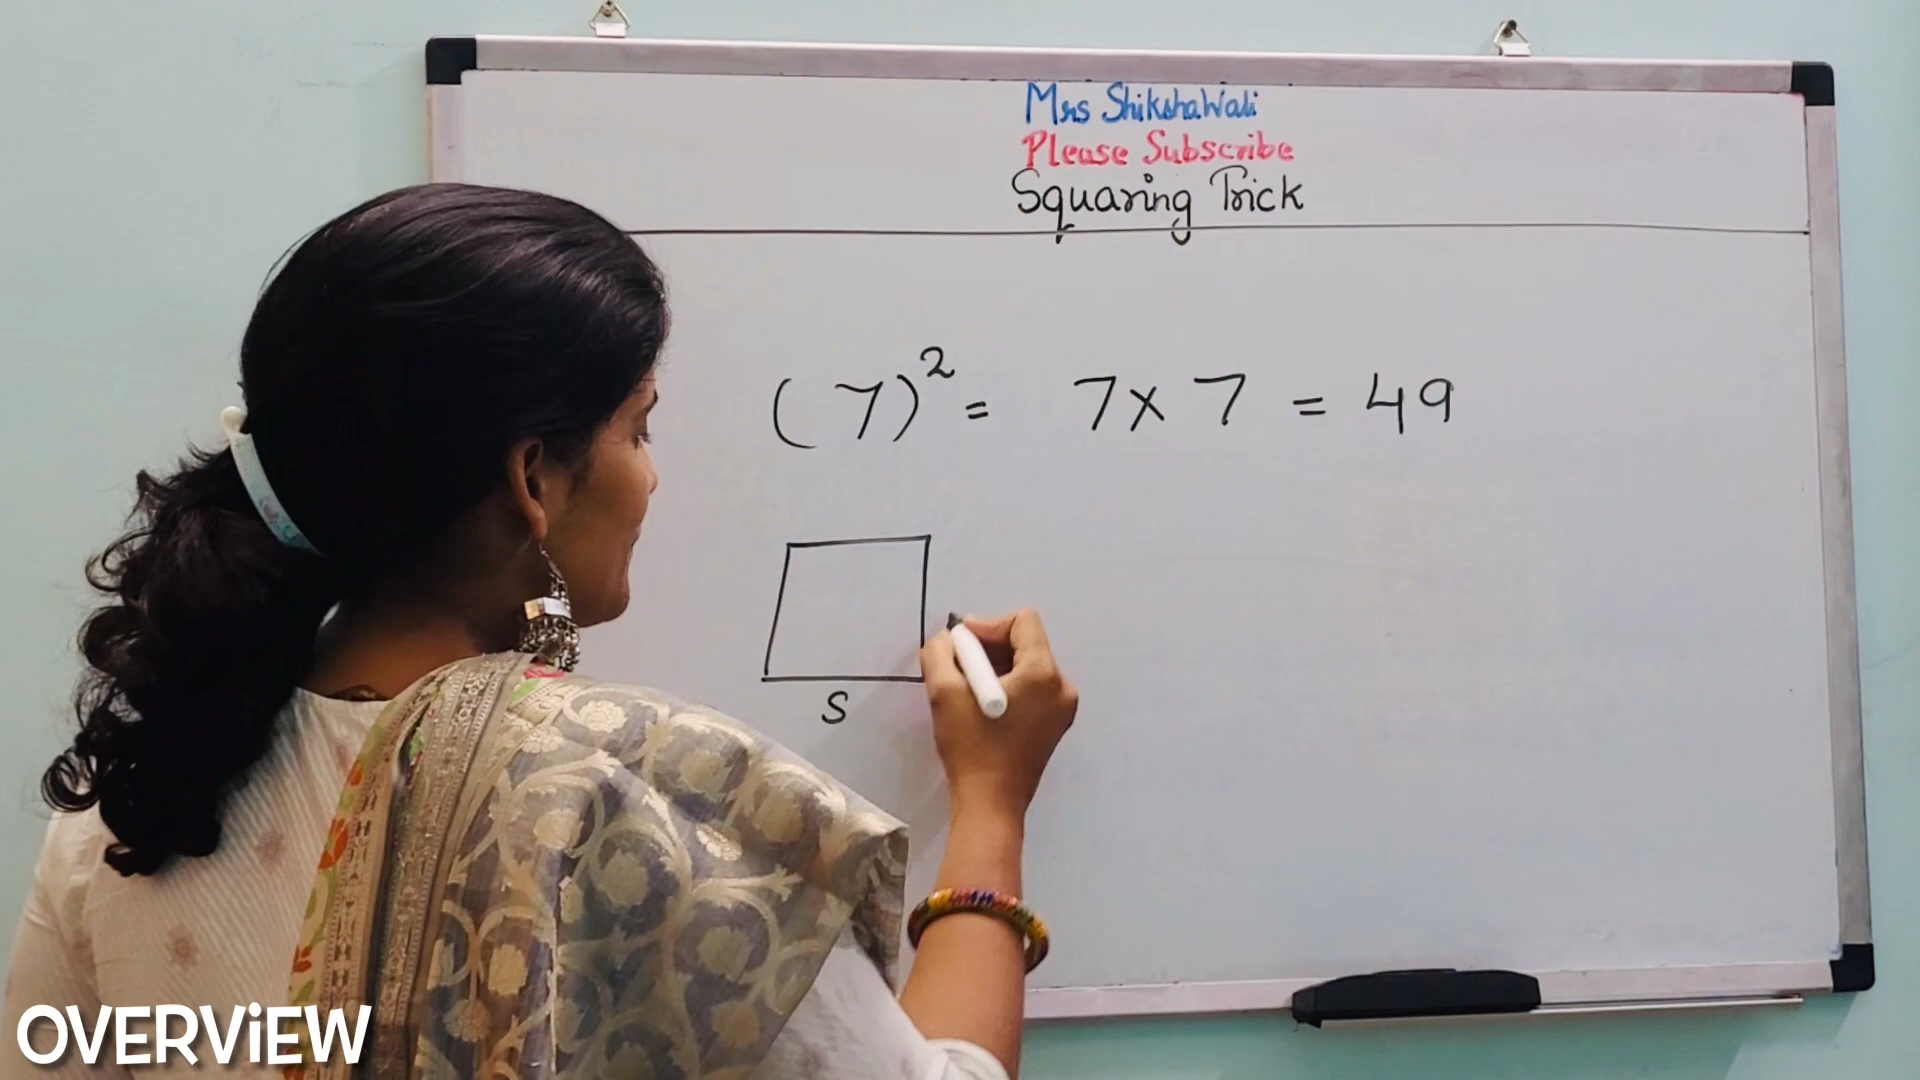 Mrs ShikshaWali
Please Subscribe
Squaring Trick
(7)² = 7 x 7 = 49
S
OVERViEW